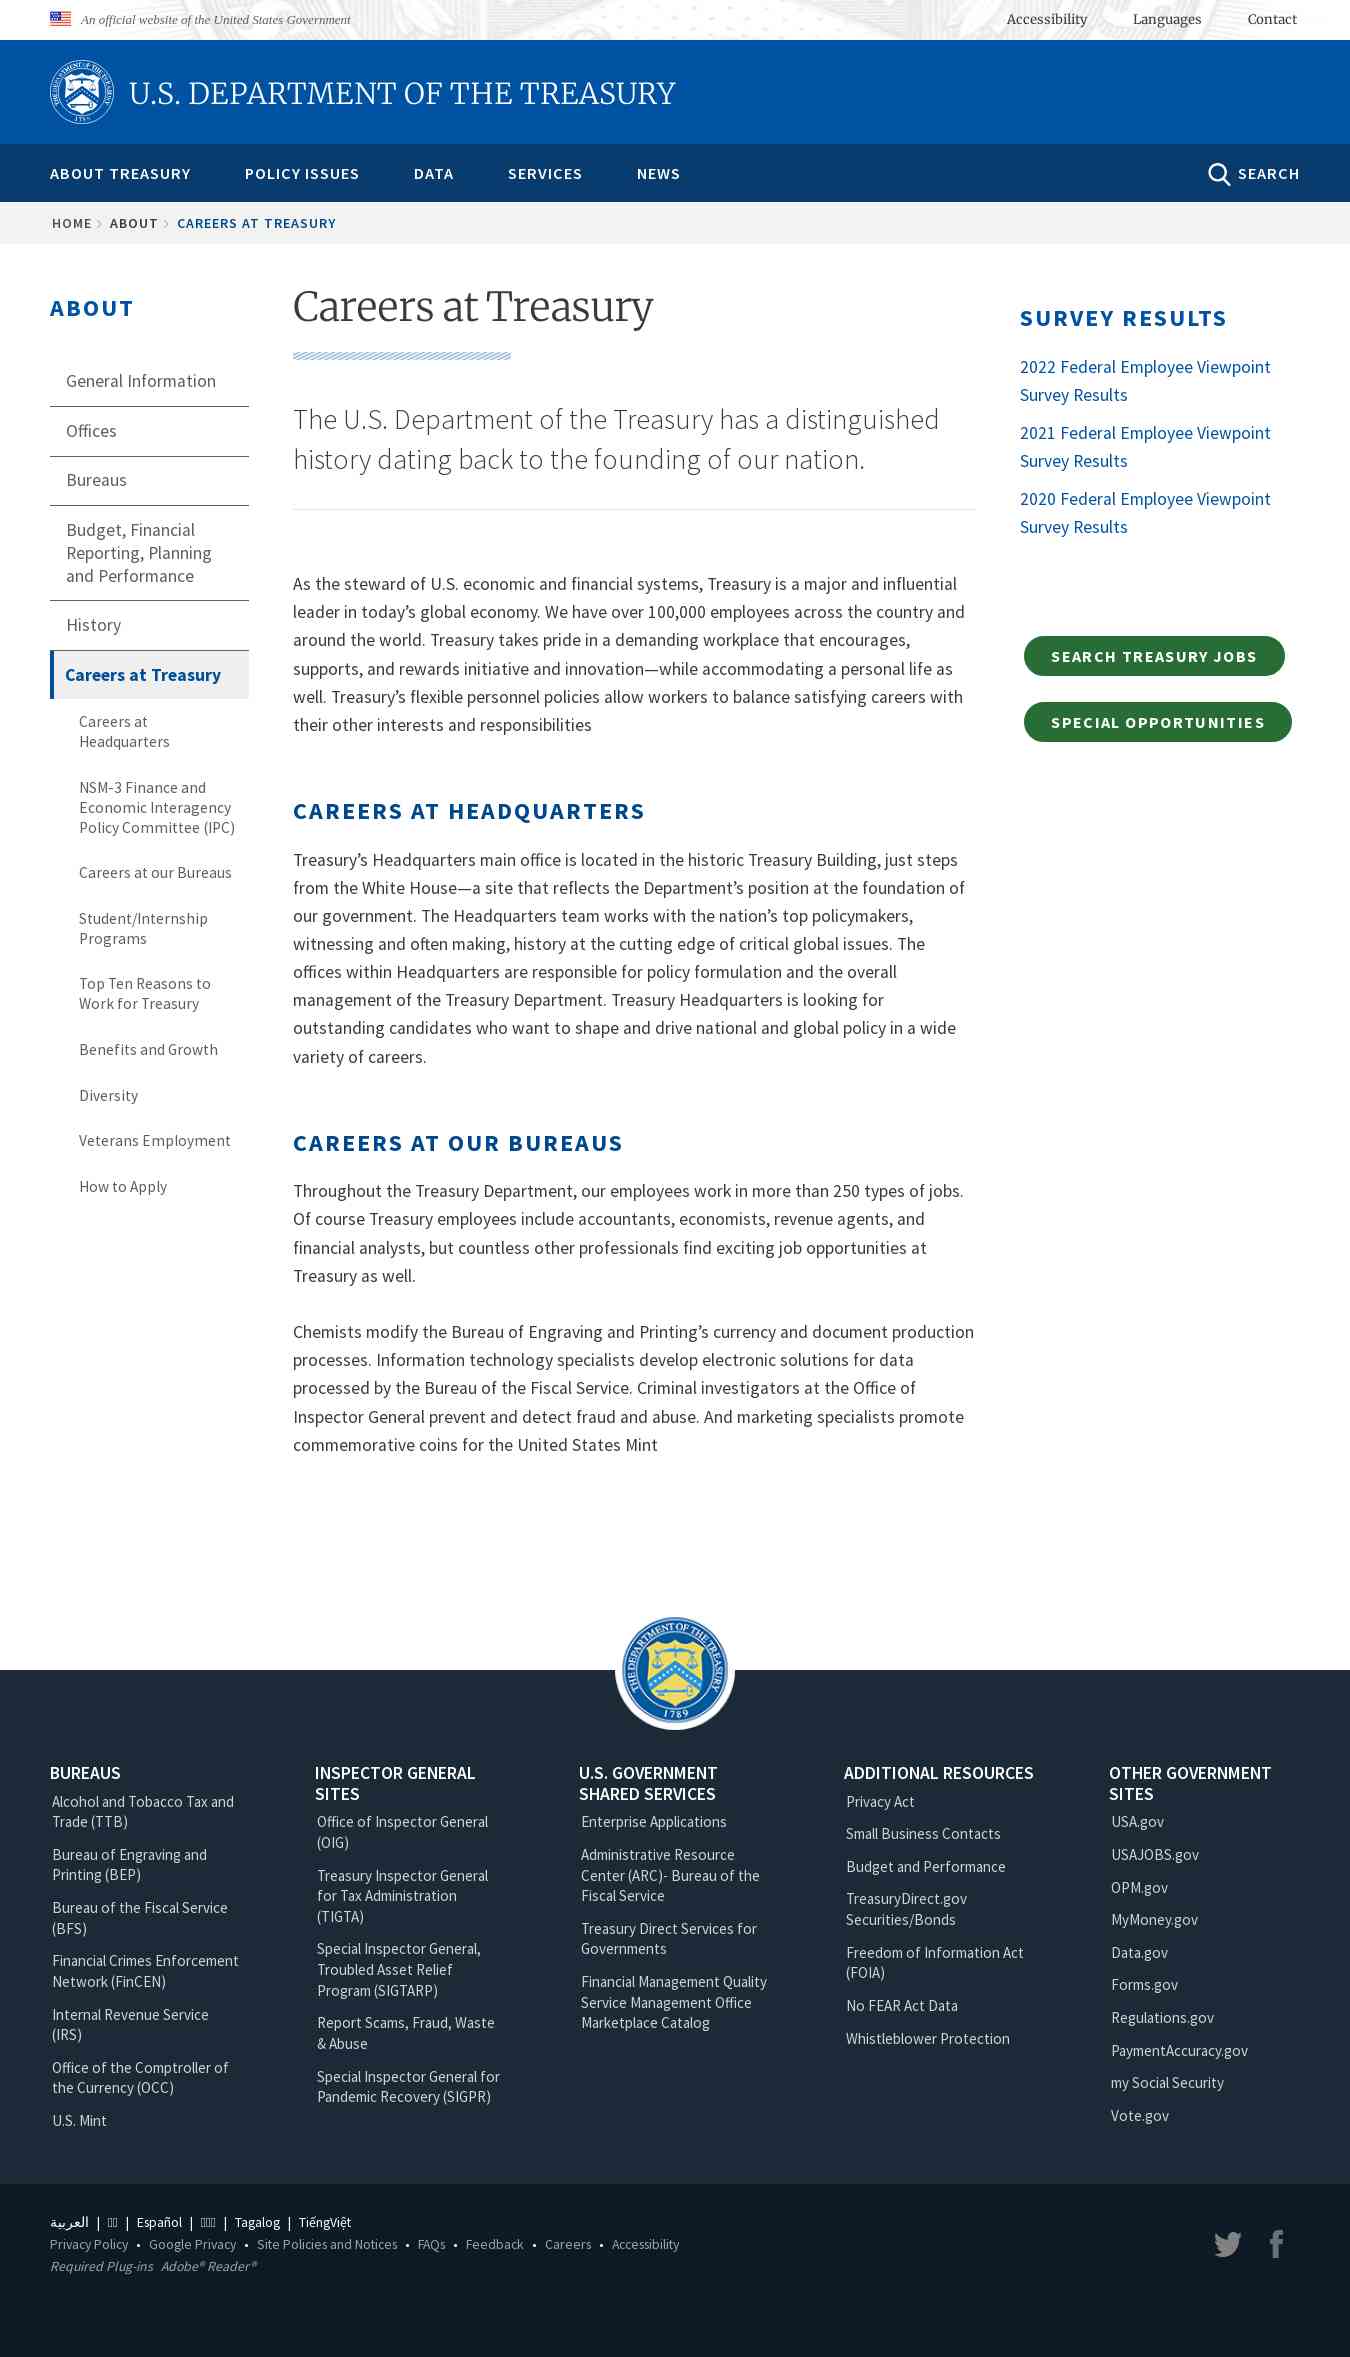 An official website of the United States Government
Accessibility
Languages
Contact
U.S. DEPARTMENT OF THE TREASURY
ABOUT TREASURY
POLICY ISSUES
DATA
SERVICES
NEWS
SEARCH
HOME
ABOUT
CAREERS AT TREASURY
ABOUT
General Information
Offices
Bureaus
Budget, Financial
Reporting, Planning
and Performance
History
Careers at Treasury
Careers at
Headquarters
NSM-3 Finance and
Economic Interagency
Policy Committee (IPC)
Careers at our Bureaus
Student/Internship
Programs
Top Ten Reasons to
Work for Treasury
Benefits and Growth
Diversity
Veterans Employment
How to Apply
Careers at Treasury
The U.S. Department of the Treasury has a distinguished
history dating back to the founding of our nation.
As the steward of U.S. economic and financial systems, Treasury is a major and influential
leader in today’s global economy. We have over 100,000 employees across the country and
around the world. Treasury takes pride in a demanding workplace that encourages,
supports, and rewards initiative and innovation—while accommodating a personal life as
well. Treasury’s flexible personnel policies allow workers to balance satisfying careers with
their other interests and responsibilities
CAREERS AT HEADQUARTERS
Treasury’s Headquarters main office is located in the historic Treasury Building, just steps
from the White House—a site that reflects the Department’s position at the foundation of
our government. The Headquarters team works with the nation’s top policymakers,
witnessing and often making, history at the cutting edge of critical global issues. The
offices within Headquarters are responsible for policy formulation and the overall
management of the Treasury Department. Treasury Headquarters is looking for
outstanding candidates who want to shape and drive national and global policy in a wide
variety of careers.
CAREERS AT OUR BUREAUS
Throughout the Treasury Department, our employees work in more than 250 types of jobs.
Of course Treasury employees include accountants, economists, revenue agents, and
financial analysts, but countless other professionals find exciting job opportunities at
Treasury as well.
Chemists modify the Bureau of Engraving and Printing’s currency and document production
processes. Information technology specialists develop electronic solutions for data
processed by the Bureau of the Fiscal Service. Criminal investigators at the Office of
Inspector General prevent and detect fraud and abuse. And marketing specialists promote
commemorative coins for the United States Mint
SURVEY RESULTS
2022 Federal Employee Viewpoint
Survey Results
2021 Federal Employee Viewpoint
Survey Results
2020 Federal Employee Viewpoint
Survey Results
SEARCH TREASURY JOBS
SPECIAL OPPORTUNITIES
THE DEPARTMENT OF THE TREASURY
1789
BUREAUS
Alcohol and Tobacco Tax and
Trade (TTB)
Bureau of Engraving and
Printing (BEP)
Bureau of the Fiscal Service
(BFS)
Financial Crimes Enforcement
Network (FinCEN)
Internal Revenue Service
(IRS)
Office of the Comptroller of
the Currency (OCC)
U.S. Mint
INSPECTOR GENERAL
SITES
Office of Inspector General
(OIG)
Treasury Inspector General
for Tax Administration
(TIGTA)
Special Inspector General,
Troubled Asset Relief
Program (SIGTARP)
Report Scams, Fraud, Waste
& Abuse
Special Inspector General for
Pandemic Recovery (SIGPR)
U.S. GOVERNMENT
SHARED SERVICES
Enterprise Applications
Administrative Resource
Center (ARC)- Bureau of the
Fiscal Service
Treasury Direct Services for
Governments
Financial Management Quality
Service Management Office
Marketplace Catalog
ADDITIONAL RESOURCES
Privacy Act
Small Business Contacts
Budget and Performance
TreasuryDirect.gov
Securities/Bonds
Freedom of Information Act
(FOIA)
No FEAR Act Data
Whistleblower Protection
OTHER GOVERNMENT
SITES
USA.gov
USAJOBS.gov
OPM.gov
MyMoney.gov
Data.gov
Forms.gov
Regulations.gov
PaymentAccuracy.gov
my Social Security
Vote.gov
العربية | | Español | | Tagalog | TiếngViệt
Privacy Policy • Google Privacy • Site Policies and Notices • FAQs • Feedback • Careers • Accessibility
Required Plug-ins Adobe® Reader®